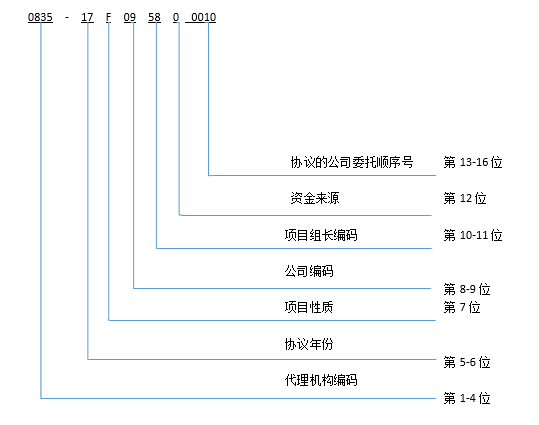 0835 - 17 F 09 58 0 0010
协议的公司委托顺序号 第 13-16 位
资金来源 第 12 位
项目组长编码 第 10-11 位
公司编码 第 8-9 位
项目性质 第 7 位
协议年份 第 5-6 位
代理机构编码 第 1-4 位